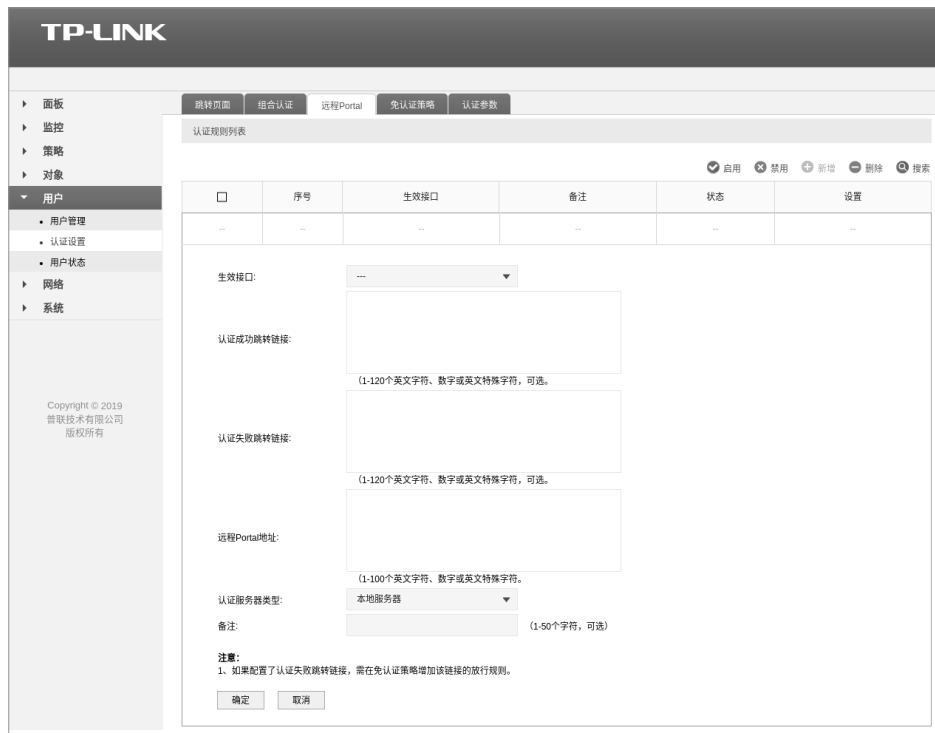 TP-LINK
面板
监控
策略
对象
用户
用户管理
认证设置
用户状态
网络
系统
Copyright © 2019
普联技术有限公司
版权所有
跳转页面 组合认证 远程Portal 免认证策略 认证参数
认证规则列表
启用 禁用 新增 删除 搜索
序号 生效接口 备注 状态 设置
-- -- -- -- -- --
生效接口: ---
认证成功跳转链接:
（1-120个英文字符、数字或英文特殊字符，可选。
认证失败跳转链接:
（1-120个英文字符、数字或英文特殊字符，可选。
远程Portal地址:
（1-100个英文字符、数字或英文特殊字符。
认证服务器类型: 本地服务器
备注: （1-50个字符，可选）
注意：
1、如果配置了认证失败跳转链接，需在免认证策略增加该链接的放行规则。
确定 取消